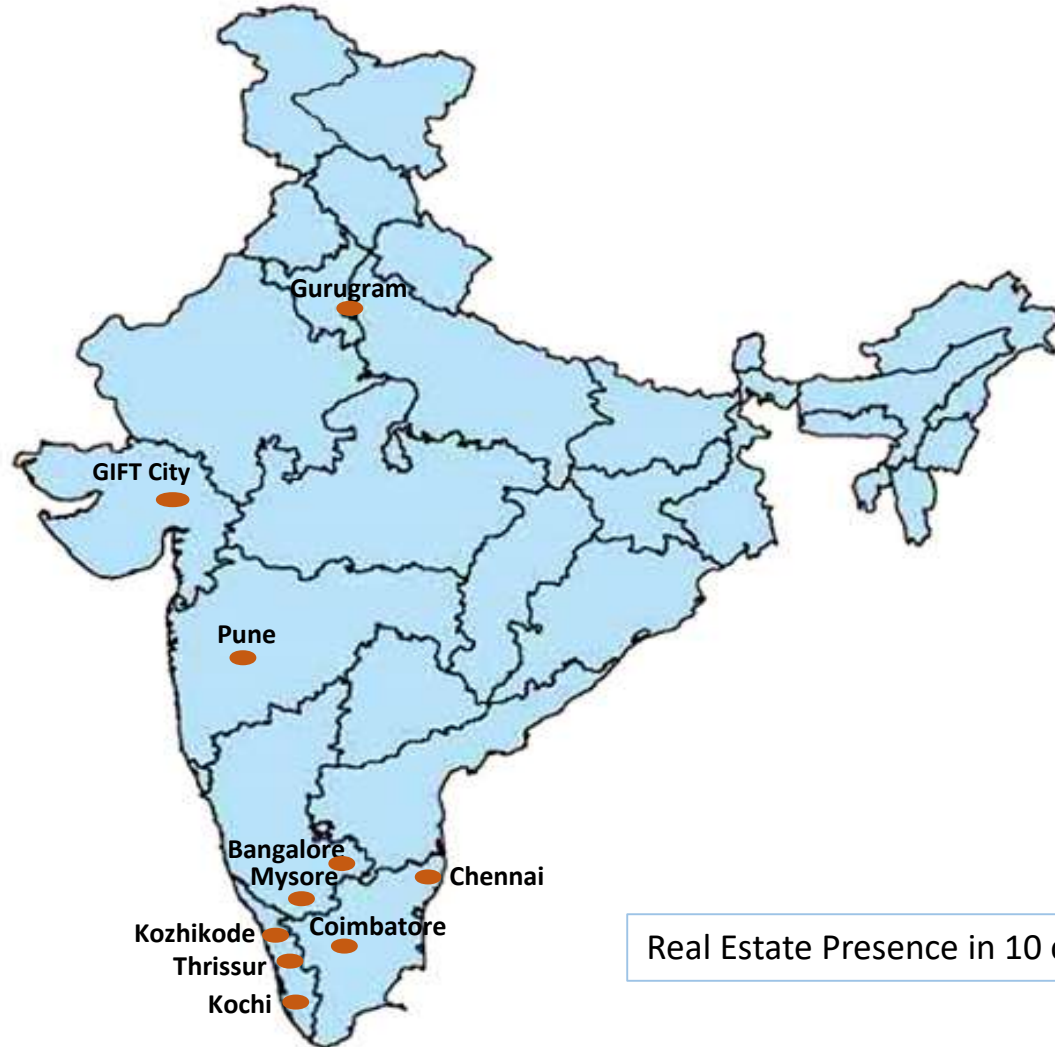 Gurugram
GIFT City
Pune
Bangalore
Mysore
Chennai
Kozhikode
Coimbatore
Thrissur
Kochi
Real Estate Presence in 10